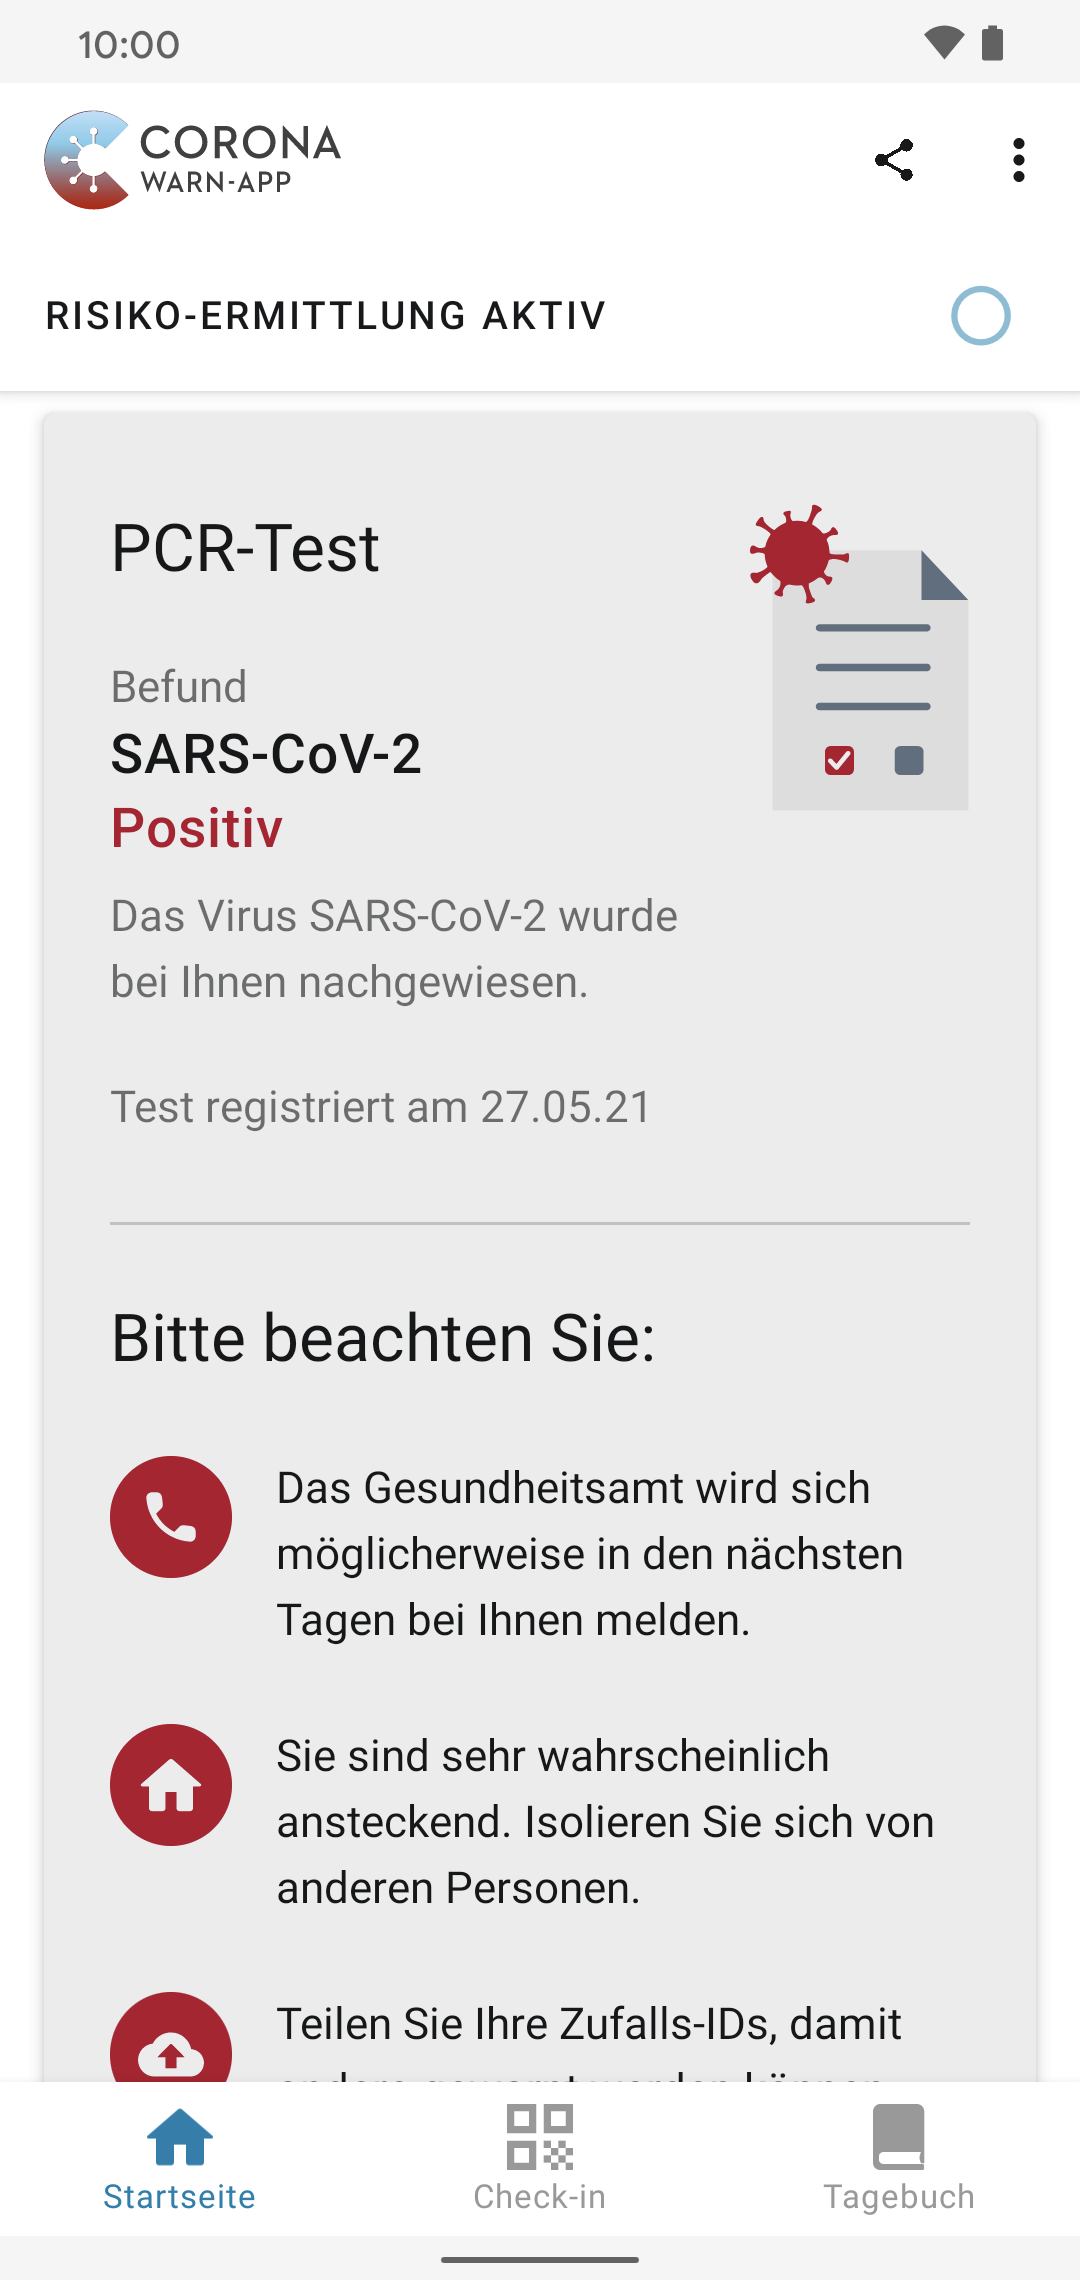 10:00
CORONA
WARN-APP
RISIKO-ERMITTLUNG AKTIV
PCR-Test
Befund
SARS-CoV-2
Positiv
Das Virus SARS-CoV-2 wurde
bei Ihnen nachgewiesen.
Test registriert am 27.05.21
Bitte beachten Sie:
Das Gesundheitsamt wird sich
möglicherweise in den nächsten
Tagen bei Ihnen melden.
Sie sind sehr wahrscheinlich
ansteckend. Isolieren Sie sich von
anderen Personen.
Teilen Sie Ihre Zufalls-IDs, damit
Startseite
Check-in
Tagebuch